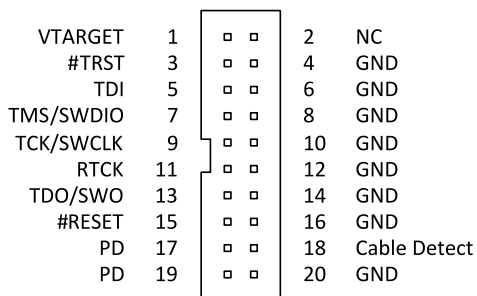 VTARGET 1 2 NC
#TRST 3 4 GND
TDI 5 6 GND
TMS/SWDIO 7 8 GND
TCK/SWCLK 9 10 GND
RTCK 11 12 GND
TDO/SWO 13 14 GND
#RESET 15 16 GND
PD 17 18 Cable Detect
PD 19 20 GND